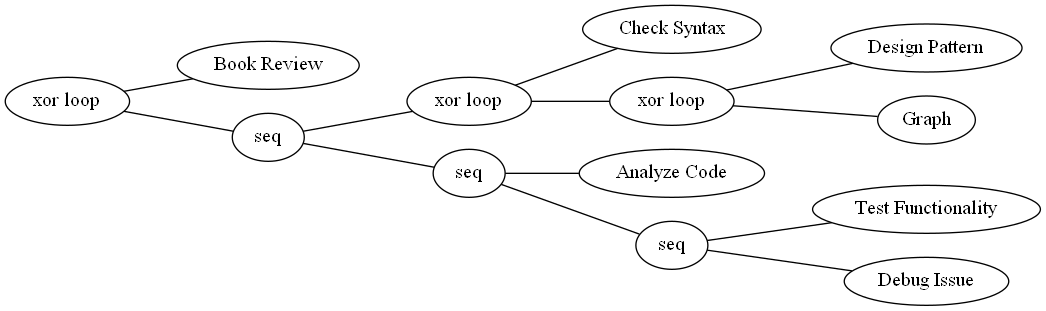 Check Syntax
Design Pattern
Book Review
xor loop
xor loop
xor loop
Graph
seq
seq
Analyze Code
Test Functionality
seq
Debug Issue